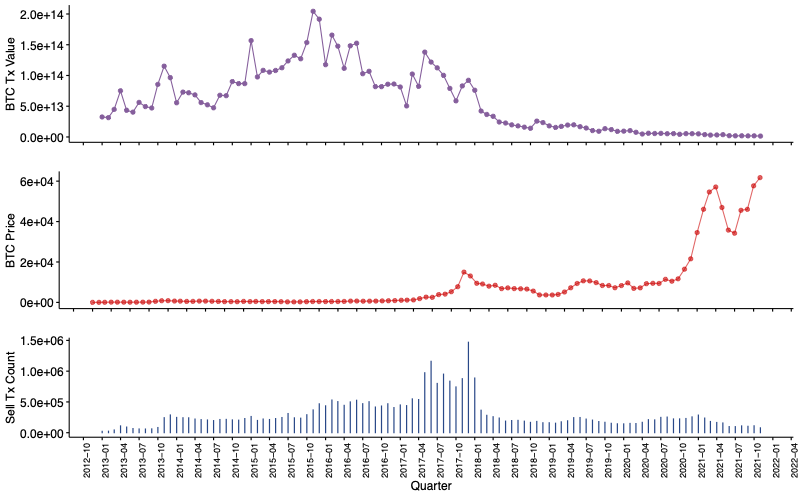 BTC Tx Value
2.0e+14
1.5e+14
1.0e+14
5.0e+13
0.0e+00
BTC Price
6e+04
4e+04
2e+04
0e+00
Sell Tx Count
1.5e+06
1.0e+06
5.0e+05
0.0e+00
2012−10
2013−01
2013−04
2013−07
2013−10
2014−01
2014−04
2014−07
2014−10
2015−01
2015−04
2015−07
2015−10
2016−01
2016−04
2016−07
2016−10
2017−01
2017−04
2017−07
2017−10
2018−01
2018−04
2018−07
2018−10
2019−01
2019−04
2019−07
2019−10
2020−01
2020−04
2020−07
2020−10
2021−01
2021−04
2021−07
2021−10
2022−01
2022−04
Quarter